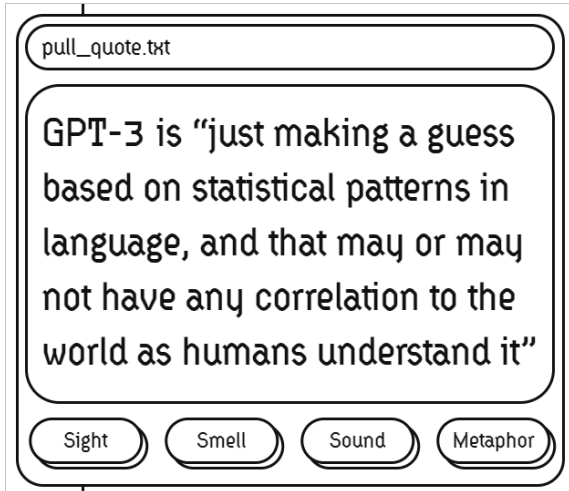 pull_quote.txt
GPT-3 is “just making a guess
based on statistical patterns in
language, and that may or may
not have any correlation to the
world as humans understand it”
Sight Smell Sound Metaphor